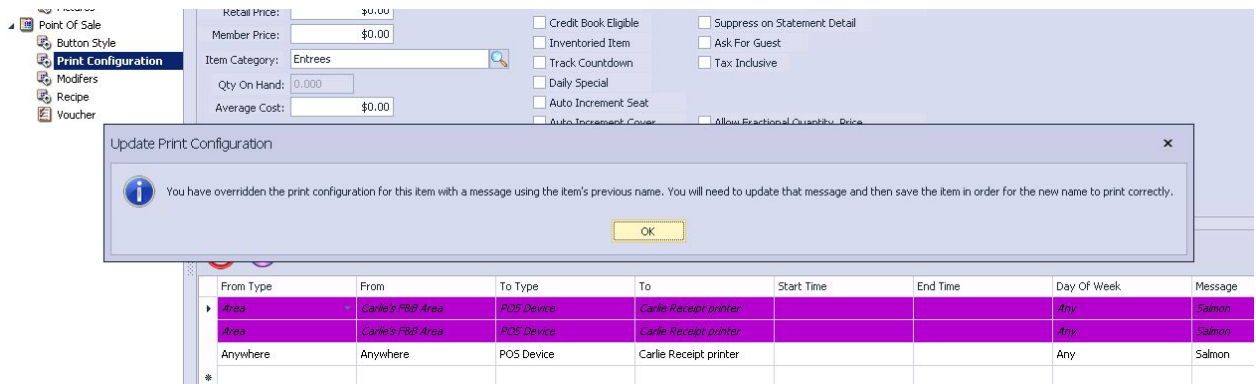 Pictures
Retail Price: $0.00
Credit Book Eligible Suppress on Statement Detail
Point Of Sale
Member Price: $0.00
Inventoried Item Ask For Guest
Button Style
Print Configuration
Item Category: Entrees
Track Countdown Tax Inclusive
Modifers
Qty On Hand: 0.000
Daily Special
Recipe
Average Cost: $0.00
Auto Increment Seat
Voucher
Auto Increment Cover Allow Fractional Quantity, Price
Update Print Configuration x
You have overridden the print configuration for this item with a message using the item's previous name. You will need to update that message and then save the item in order for the new name to print correctly.
OK
From Type From To Type To Start Time End Time Day Of Week Message
Area Carlie's F&B Area POS Device Carlie Receipt printer Any Salmon
Area Carlie's F&B Area POS Device Carlie Receipt printer Any Salmon
Anywhere Anywhere POS Device Carlie Receipt printer Any Salmon